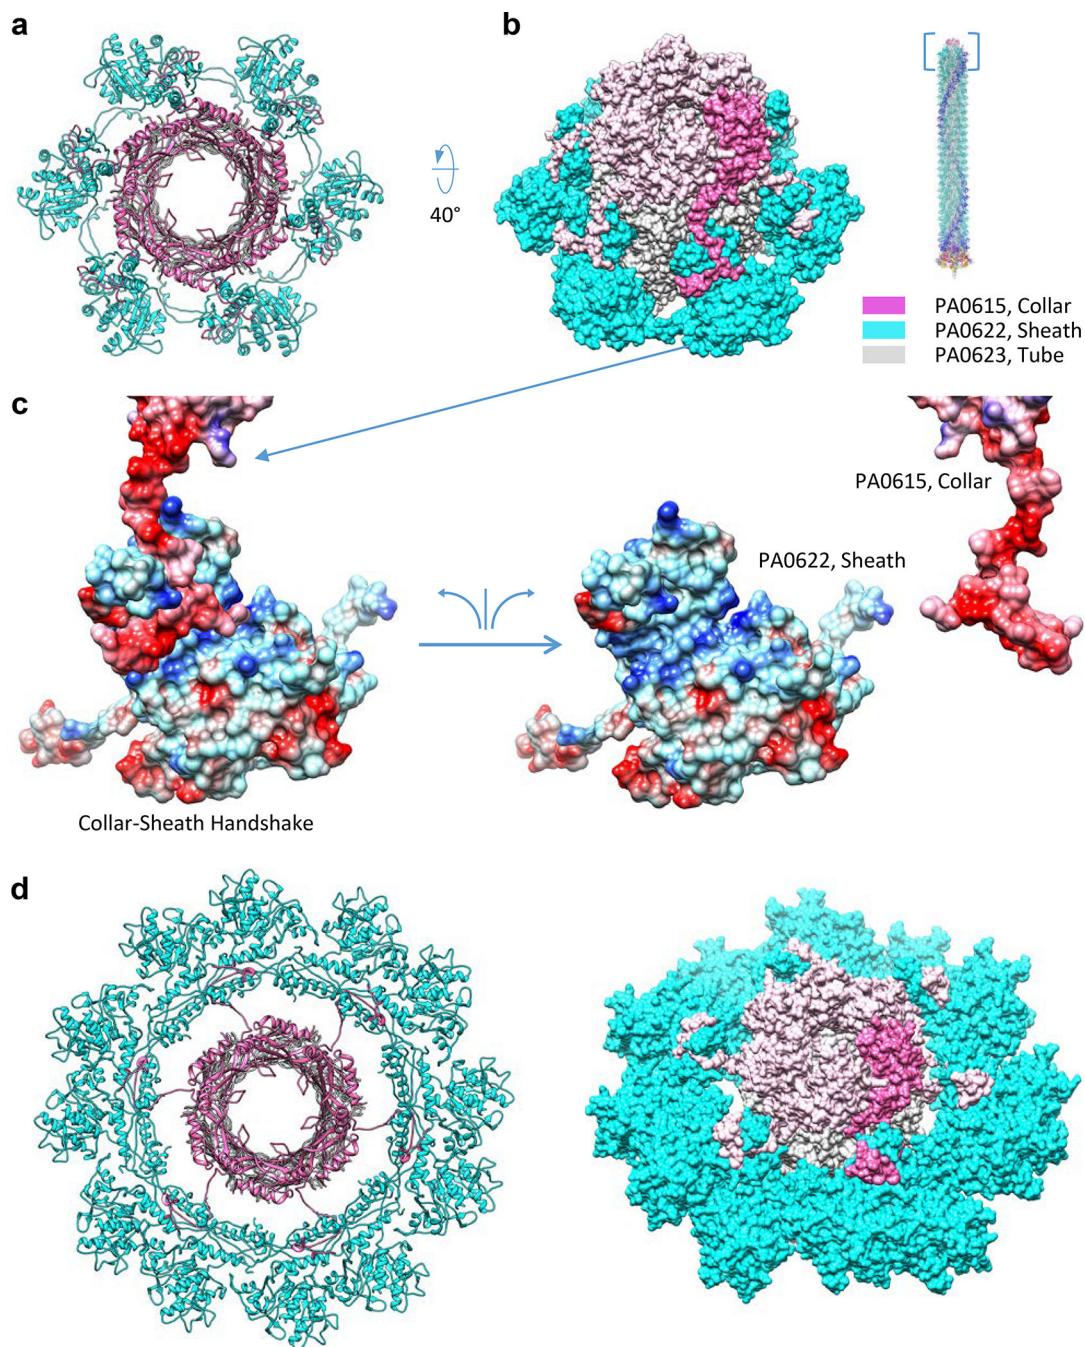 a
b
40°
PA0615, Collar
PA0622, Sheath
PA0623, Tube
c
PA0615, Collar
PA0622, Sheath
Collar-Sheath Handshake
d